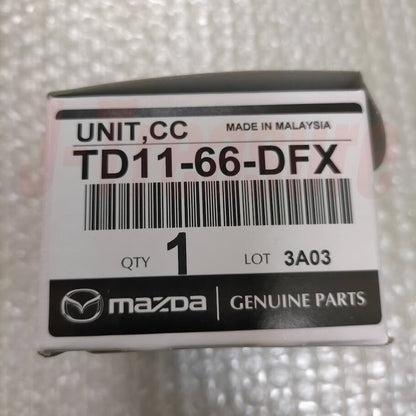 UNIT,CC MADE IN MALAYSIA
TD11-66-DFX
QTY 1 LOT 3A03
mazda GENUINE PARTS